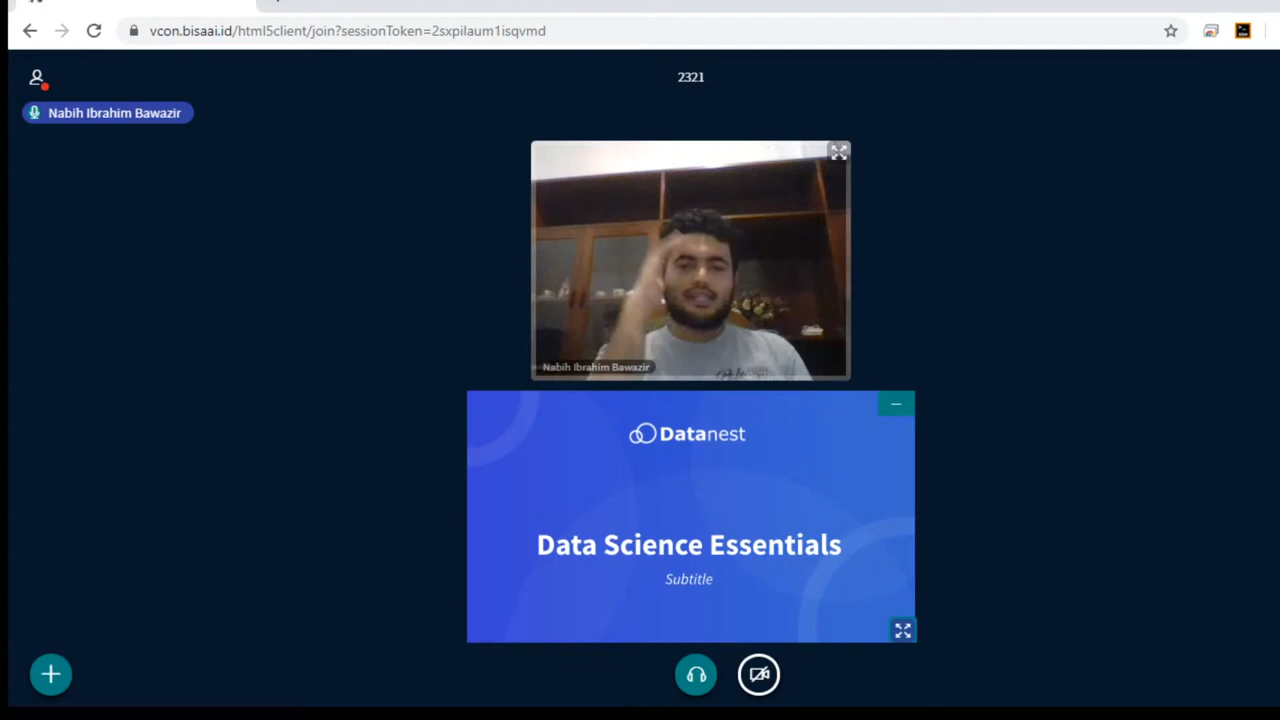 vcon.bisaai.id/html5client/join?sessionToken=2sxpilaum1isqvmd
2321
Nabih Ibrahim Bawazir
Nabih Ibrahim Bawazir
Datanest
Data Science Essentials
Subtitle